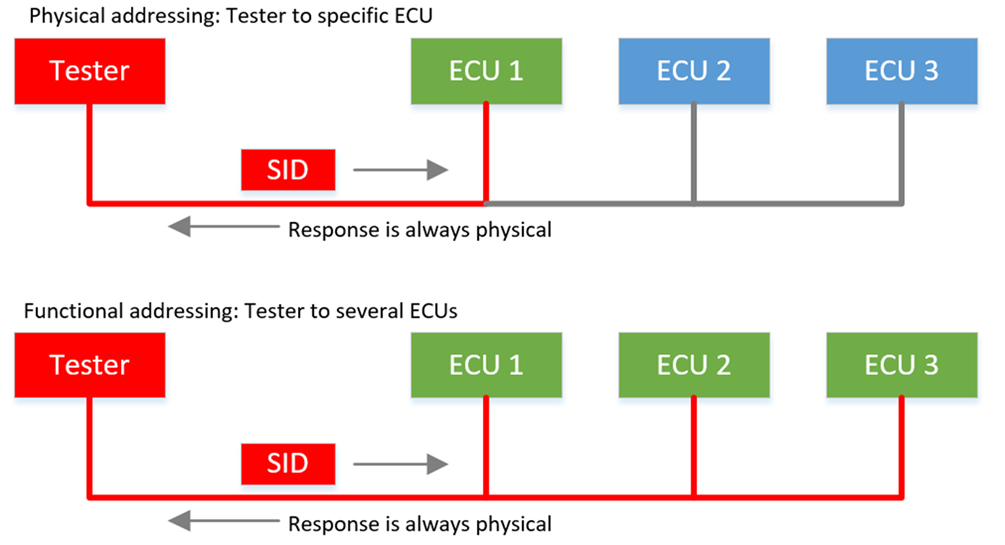 Physical addressing: Tester to specific ECU
Tester
ECU 1
ECU 2
ECU 3
SID
Response is always physical
Functional addressing: Tester to several ECUs
Tester
ECU 1
ECU 2
ECU 3
SID
Response is always physical